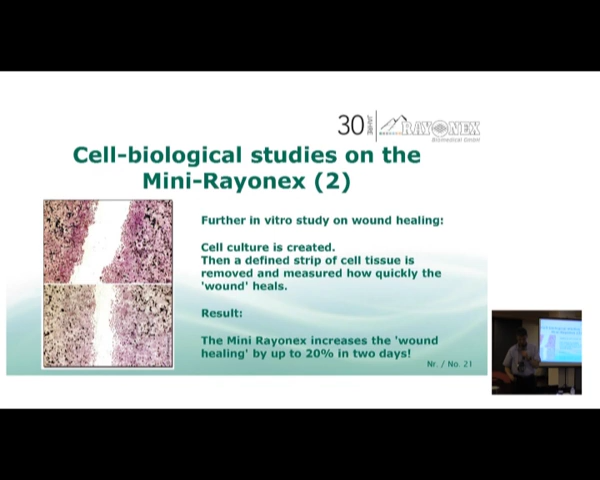 30
RAYONEX
Biomedical GmbH
Cell-biological studies on the
Mini-Rayonex (2)
Further in vitro study on wound healing:
Cell culture is created.
Then a defined strip of cell tissue is
removed and measured how quickly the
'wound' heals.
Result:
The Mini Rayonex increases the 'wound
healing' by up to 20% in two days!
Nr. / No. 21